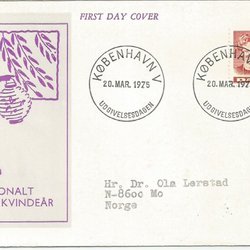 FIRST DAY COVER
KØBENHAVN V
20. MAR. 1975
UDGIVELSESDAGEN
KØBENHAVN V
20. MAR. 1975
UDGIVELSESDAGEN
Hr. Dr. Ola Lerstad
N-8600 Mo
Norge
ONALT
KVINDEÅR